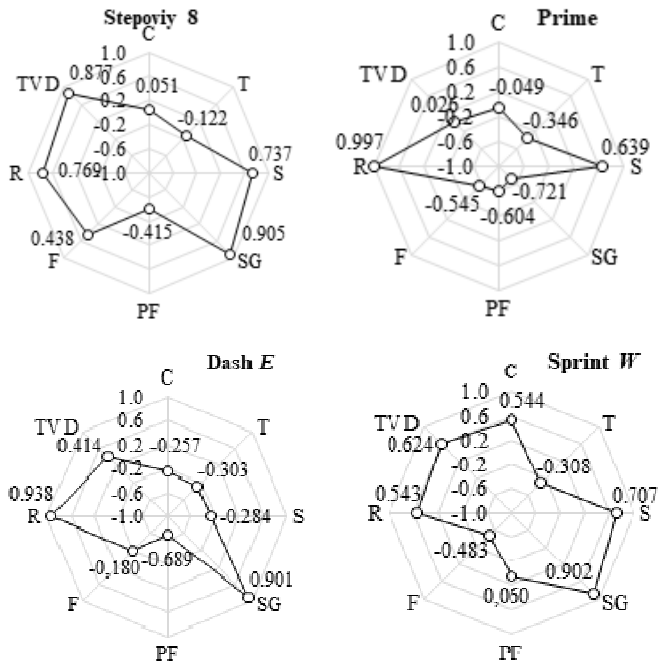 Stepoviy 8
C
1.0
0.6
0.2
-0.2
-0.6
-1.0
TVD
0.877
0.051
T
-0.122
R
0.769
0.737
S
0.438
F
-0.415
0.905
SG
PF
Prime
C
1.0
0.6
0.2
-0.2
-0.6
-1.0
TVD
0.025
-0.049
T
-0.346
0.997
R
0.639
S
-0.545
-0.721
-0.604
F
SG
PF
Dash E
C
1.0
0.6
0.2
-0.2
-0.6
-1.0
TVD
0.414
-0.257
T
-0.303
0.938
R
-0.284
S
-0,180
-0.689
0.901
F
SG
PF
Sprint W
C
1.0
0.6
0.2
-0.2
-0.6
-1.0
0.544
TVD
0.624
T
-0.308
0.543
R
0.707
S
-0.483
0,050
0.902
F
SG
PF